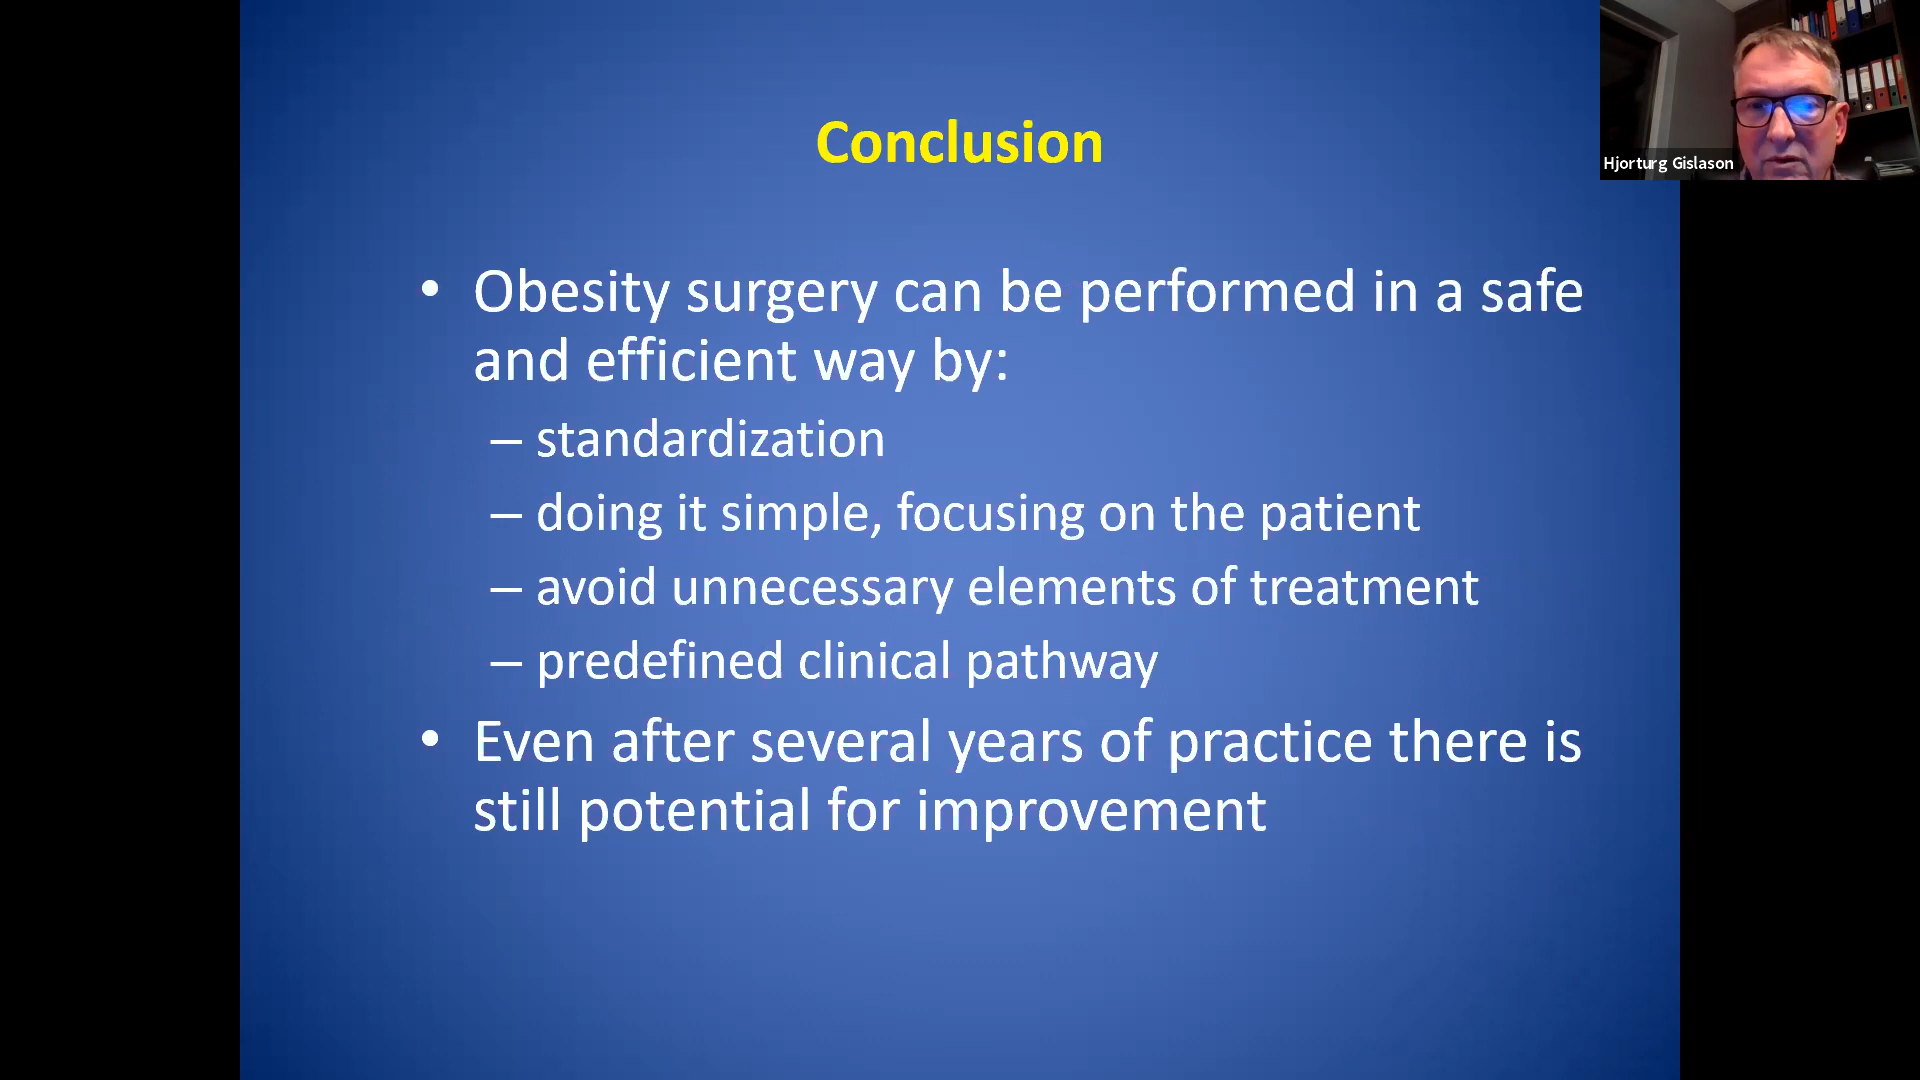 Conclusion
Hjorturg Gislason
• Obesity surgery can be performed in a safe
and efficient way by:
– standardization
– doing it simple, focusing on the patient
– avoid unnecessary elements of treatment
– predefined clinical pathway
• Even after several years of practice there is
still potential for improvement